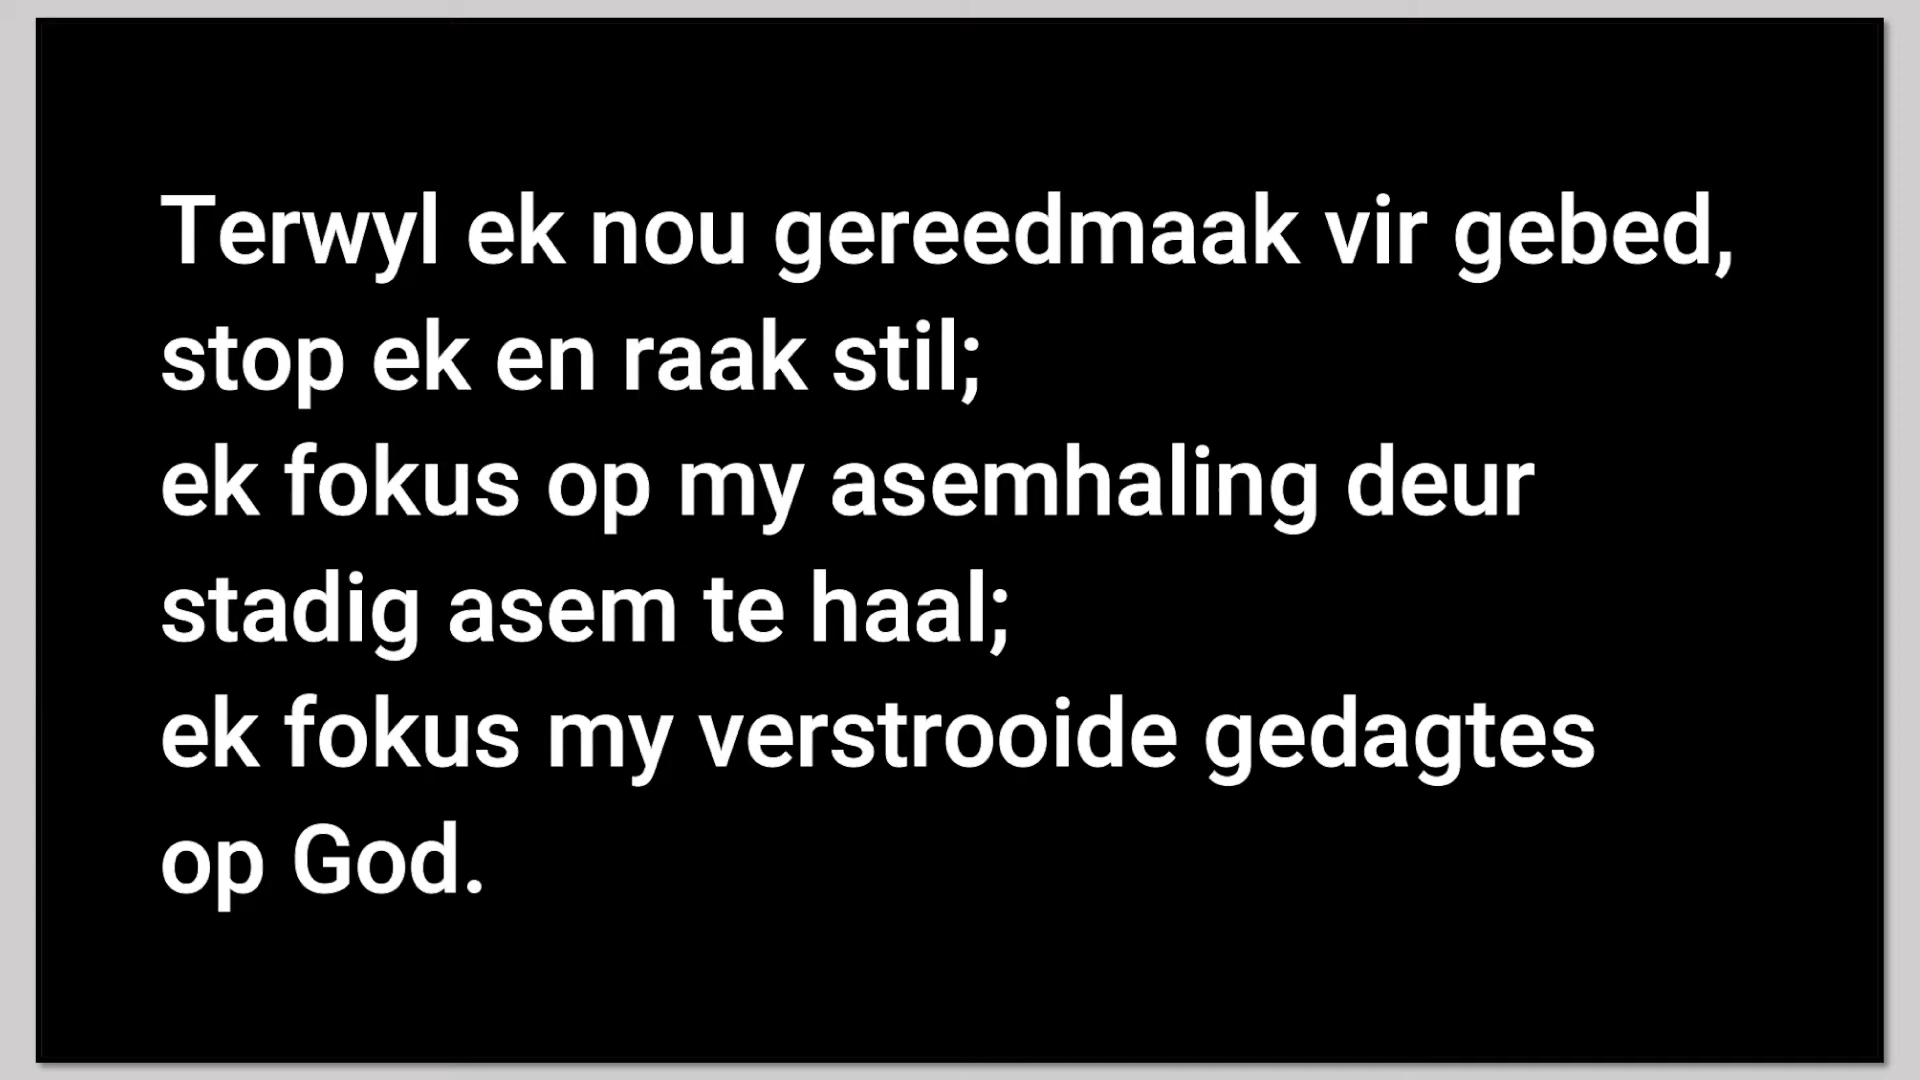 Terwyl ek nou gereedmaak vir gebed,
stop ek en raak stil;
ek fokus op my asemhaling deur
stadig asem te haal;
ek fokus my verstrooide gedagtes
op God.